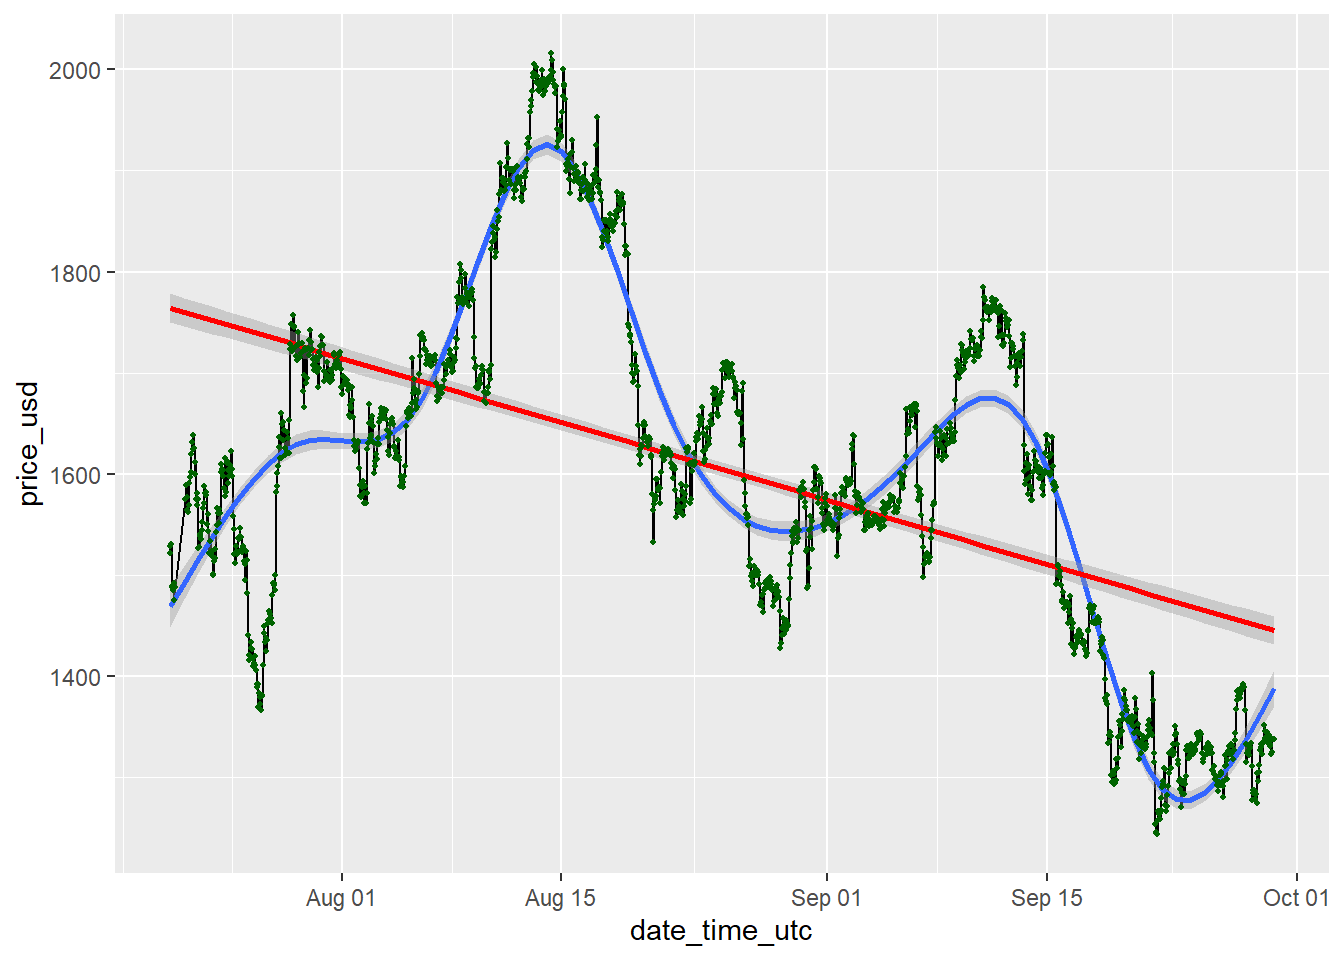 2000
1800
1600
1400
price_usd
Aug 01
Aug 15
Sep 01
Sep 15
Oct 01
date_time_utc